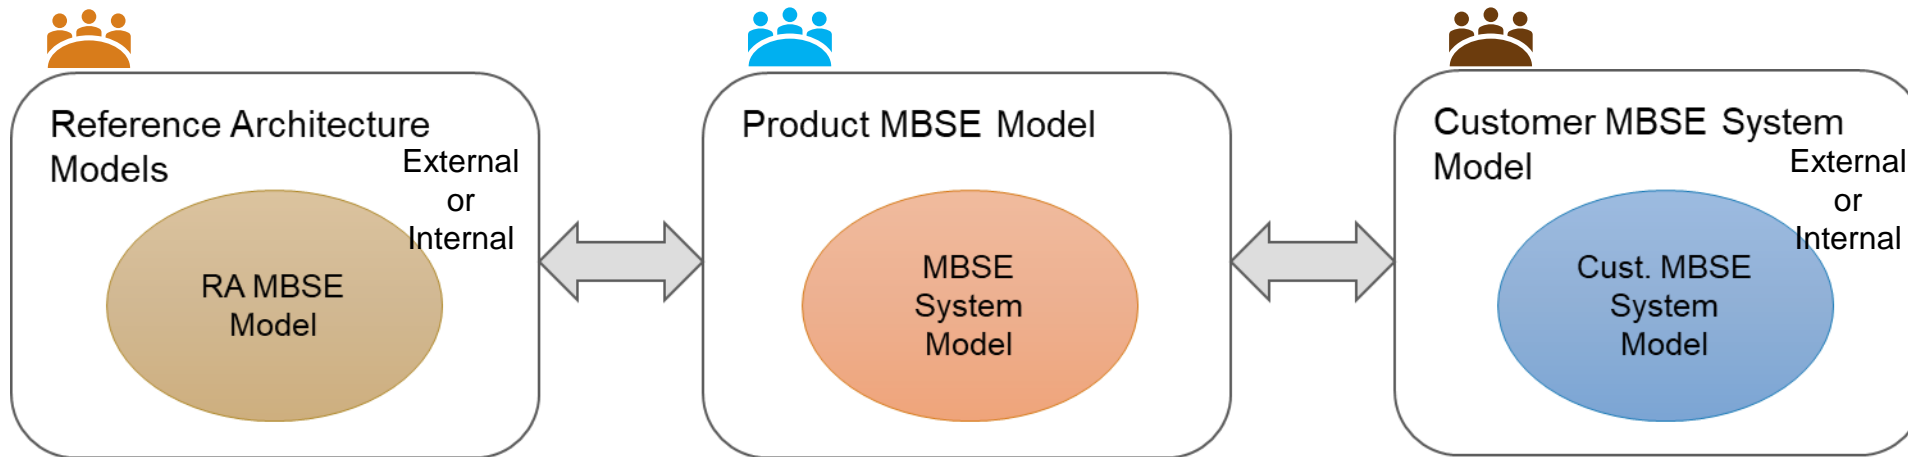 Reference Architecture
Models
External
or
Internal
RA MBSE
Model
Product MBSE Model
MBSE
System
Model
Customer MBSE System
Model
External
or
Internal
Cust. MBSE
System
Model